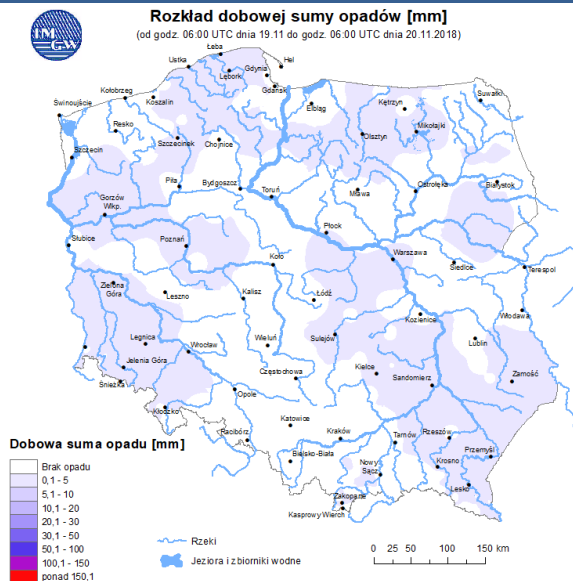 IMGW
Rozkład dobowej sumy opadów [mm]
(od godz. 06:00 UTC dnia 19.11 do godz. 06:00 UTC dnia 20.11.2018)
Łeba
Ustka
Hel
Gdynia
Lębork
Gdańsk
Kołobrzeg
Koszalin
Świnoujście
Elbląg
Kętrzyn
Suwałki
Resko
Mikołajki
Olsztyn
Szczecinek
Chojnice
Szczecin
Piła
Bydgoszcz
Toruń
Mława
Ostrołęka
Białystok
Gorzów
Wlkp.
Płock
Słubice
Poznań
Warszawa
Koło
Siedlce
Terespol
Zielona
Góra
Leszno
Kalisz
Łódź
Kozienice
Włodawa
Legnica
Wrocław
Wieluń
Sulejów
Lublin
Jelenia Góra
Kielce
Sandomierz
Zamość
Śnieżka
Częstochowa
Opole
Kłodzko
Katowice
Racibórz
Kraków
Tarnów
Rzeszów
Bielsko-Biała
Przemyśl
Nowy
Sącz
Krosno
Lesko
Zakopane
Kasprowy Wierch
Dobowa suma opadu [mm]
Brak opadu
0,1 - 5
5,1 - 10
10,1 - 20
20,1 - 30
30,1 - 50
50,1 - 100
100,1 - 150
ponad 150,1
Rzeki
Jeziora i zbiorniki wodne
0 25 50 100 150 km